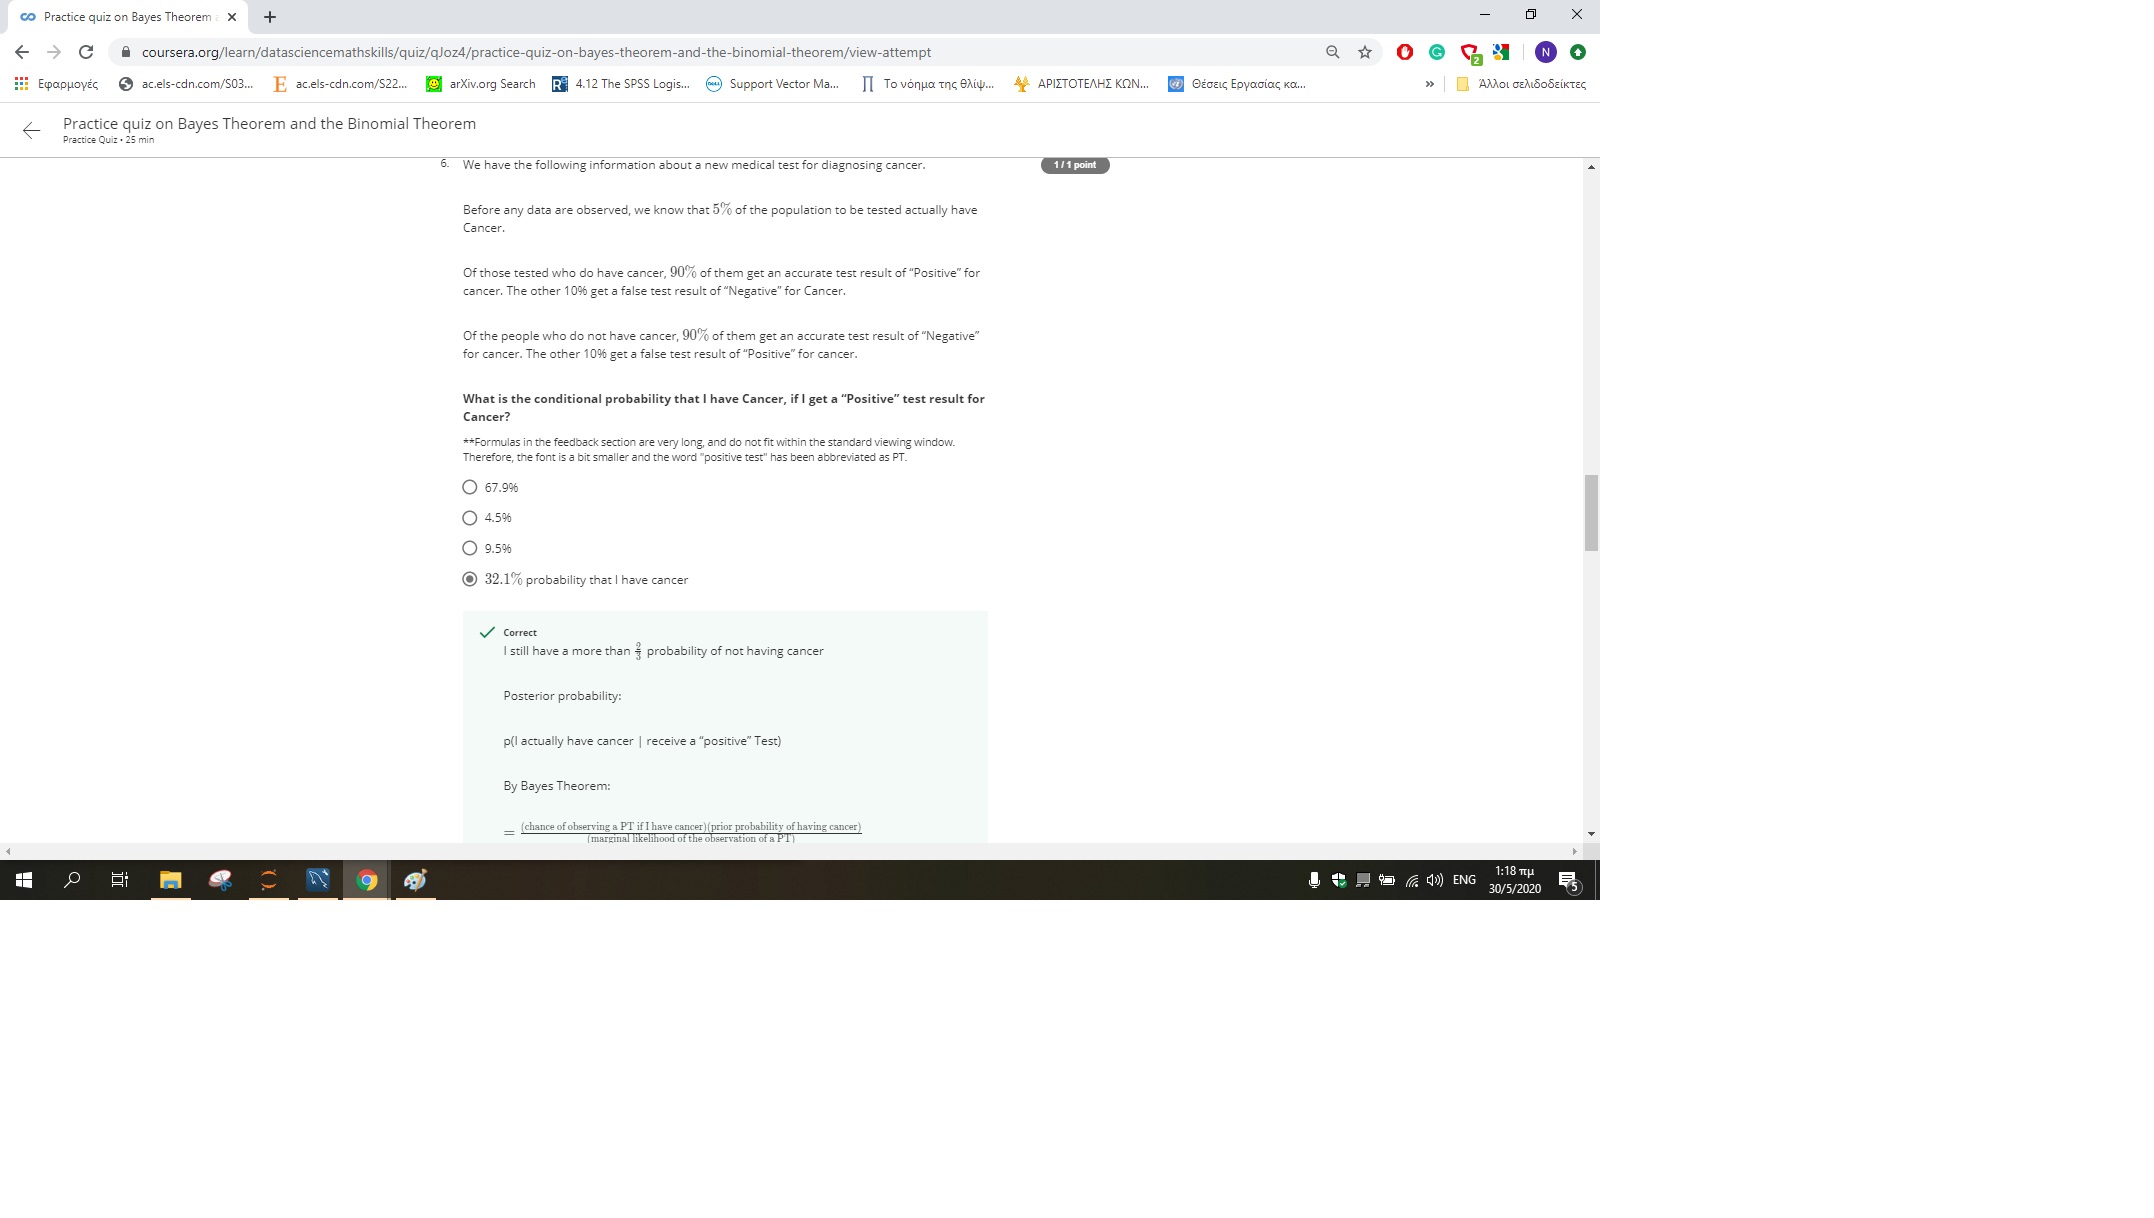 Practice quiz on Bayes Theorem a
coursera.org/learn/datasciencemathskills/quiz/qJoz4/practice-quiz-on-bayes-theorem-and-the-binomial-theorem/view-attempt
N
2
Εφαρμογές ac.els-cdn.com/S03... ac.els-cdn.com/S22... arXiv.org Search 4.12 The SPSS Logis... Support Vector Ma... Το νόημα της θλίψ... ΑΡΙΣΤΟΤΕΛΗΣ ΚΩΝ... Θέσεις Εργασίας κα... » Άλλοι σελιδοδείκτες
Practice quiz on Bayes Theorem and the Binomial Theorem
Practice Quiz • 25 min
6. We have the following information about a new medical test for diagnosing cancer. 1 / 1 point
Before any data are observed, we know that 5% of the population to be tested actually have
Cancer.
Of those tested who do have cancer, 90% of them get an accurate test result of “Positive” for
cancer. The other 10% get a false test result of “Negative” for Cancer.
Of the people who do not have cancer, 90% of them get an accurate test result of “Negative”
for cancer. The other 10% get a false test result of “Positive” for cancer.
What is the conditional probability that I have Cancer, if I get a “Positive” test result for
Cancer?
**Formulas in the feedback section are very long, and do not fit within the standard viewing window.
Therefore, the font is a bit smaller and the word "positive test" has been abbreviated as PT.
67.9%
4.5%
9.5%
32.1% probability that I have cancer
Correct
I still have a more than 2/3 probability of not having cancer
Posterior probability:
p(I actually have cancer | receive a “positive” Test)
By Bayes Theorem:
= (chance of observing a PT if I have cancer)(prior probability of having cancer)
(marginal likelihood of the observation of a PT)
ENG
1:18 πμ
30/5/2020
5